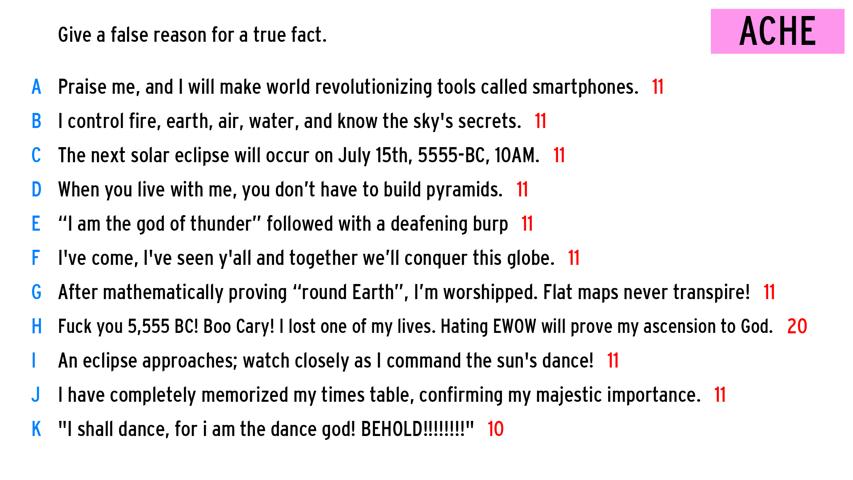 Give a false reason for a true fact.
ACHE
A Praise me, and I will make world revolutionizing tools called smartphones. 11
B I control fire, earth, air, water, and know the sky's secrets. 11
C The next solar eclipse will occur on July 15th, 5555-BC, 10AM. 11
D When you live with me, you don’t have to build pyramids. 11
E “I am the god of thunder” followed with a deafening burp 11
F I've come, I've seen y'all and together we’ll conquer this globe. 11
G After mathematically proving “round Earth”, I’m worshipped. Flat maps never transpire! 11
H Fuck you 5,555 BC! Boo Cary! I lost one of my lives. Hating EWOW will prove my ascension to God. 20
I An eclipse approaches; watch closely as I command the sun's dance! 11
J I have completely memorized my times table, confirming my majestic importance. 11
K "I shall dance, for i am the dance god! BEHOLD!!!!!!!!" 10